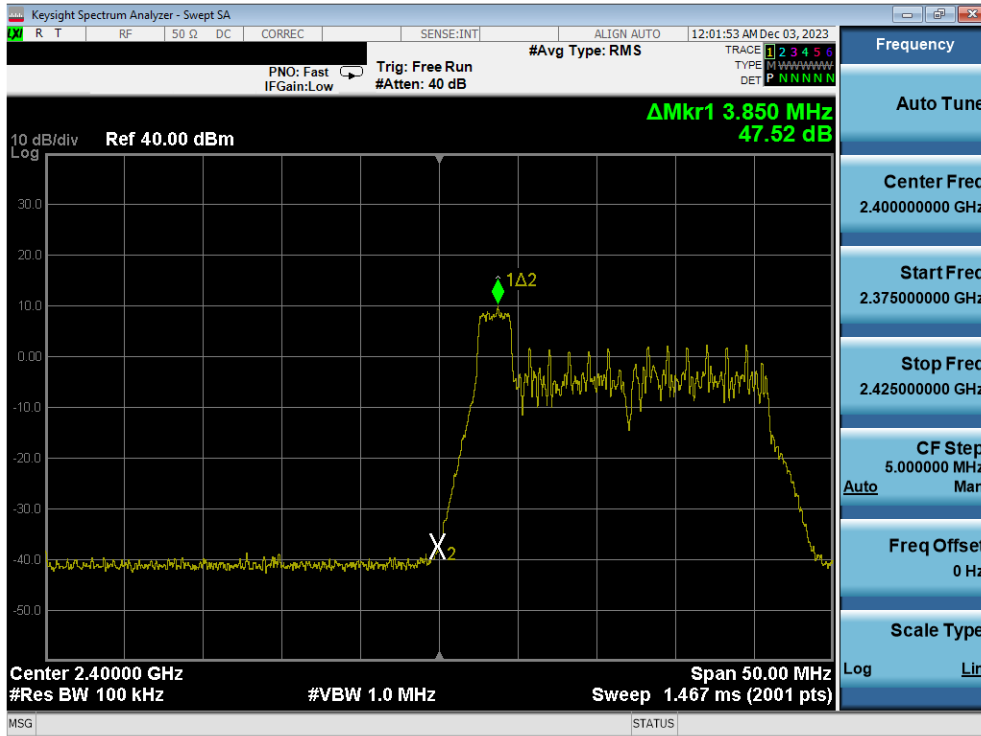 Keysight Spectrum Analyzer - Swept SA
LXI R T RF 50 Ω DC CORREC SENSE:INT ALIGN AUTO 12:01:53 AM Dec 03, 2023
#Avg Type: RMS TRACE 1 2 3 4 5 6
PNO: Fast Trig: Free Run TYPE M WWWWW
IFGain:Low #Atten: 40 dB DET P N N N N N
ΔMkr1 3.850 MHz
10 dB/div Ref 40.00 dBm 47.52 dB
Log
30.0
20.0
1Δ2
10.0
0.00
-10.0
-20.0
-30.0
2
-40.0
-50.0
Center 2.40000 GHz Span 50.00 MHz
#Res BW 100 kHz #VBW 1.0 MHz Sweep 1.467 ms (2001 pts)
MSG STATUS
Frequency
Auto Tune
Center Freq
2.400000000 GHz
Start Freq
2.375000000 GHz
Stop Freq
2.425000000 GHz
CF Step
5.000000 MHz
Auto Man
Freq Offset
0 Hz
Scale Type
Log Lin